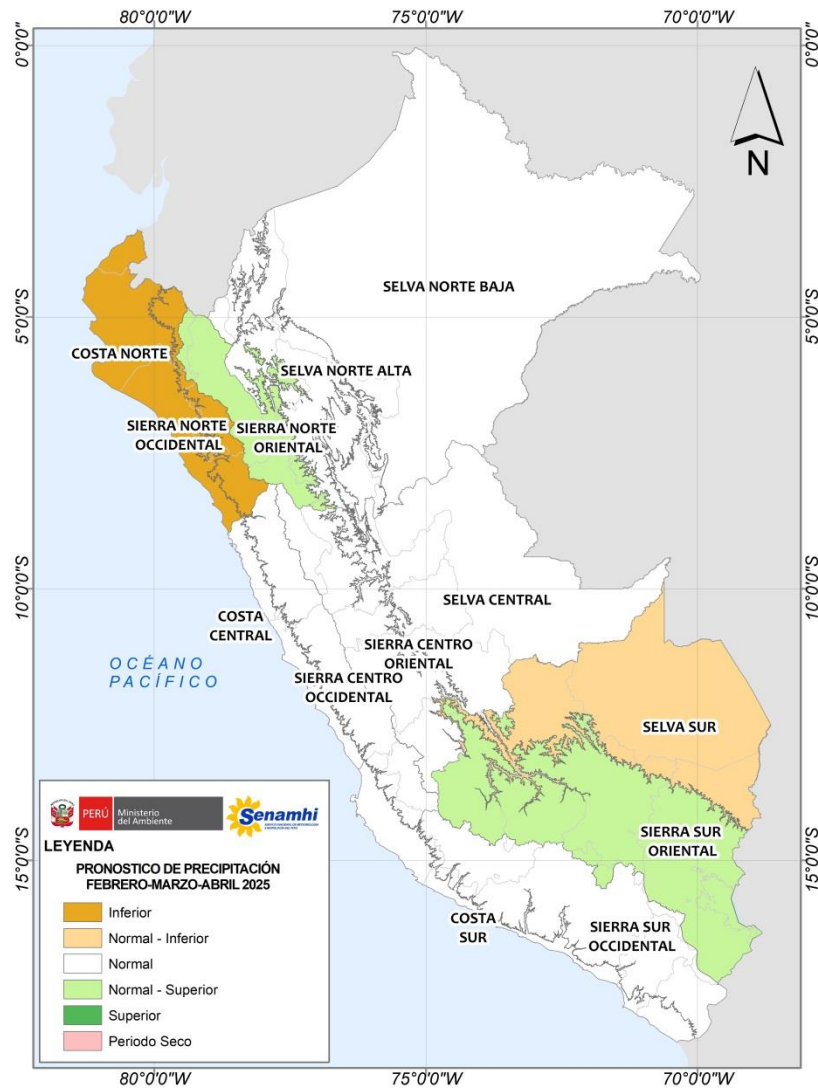 80°0'0"W
75°0'0"W
70°0'0"W
0°0'0"
0°0'0"
N
SELVA NORTE BAJA
5°0'0"S
5°0'0"S
COSTA NORTE
SELVA NORTE ALTA
SIERRA NORTE
OCCIDENTAL
SIERRA NORTE
ORIENTAL
10°0'0"S
10°0'0"S
SELVA CENTRAL
COSTA
CENTRAL
SIERRA CENTRO
ORIENTAL
OCÉANO
PACÍFICO
SIERRA CENTRO
OCCIDENTAL
SELVA SUR
SIERRA SUR
ORIENTAL
15°0'0"S
15°0'0"S
COSTA
SUR
SIERRA SUR
OCCIDENTAL
PERÚ
Ministerio
del Ambiente
Senamhi
LEYENDA
PRONOSTICO DE PRECIPITACIÓN
FEBRERO-MARZO-ABRIL 2025
Inferior
Normal - Inferior
Normal
Normal - Superior
Superior
Periodo Seco
80°0'0"W
75°0'0"W
70°0'0"W